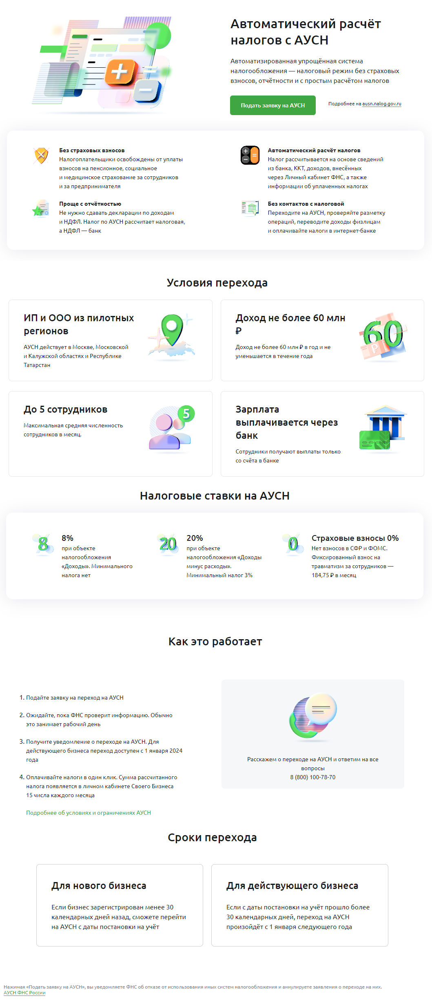 Автоматический расчёт
налогов с АУСН
Автоматизированная упрощённая система
налогообложения — налоговый режим без страховых
взносов, отчётности и с простым расчётом налогов
Подать заявку на АУСН
Подробнее на ausn.nalog.gov.ru
Без страховых взносов
Налогоплательщики освобождены от уплаты
взносов на пенсионное, социальное
и медицинское страхование за сотрудников
и за предпринимателя
Автоматический расчёт налогов
Налог рассчитывается на основе сведений
из банка, ККТ, доходов, внесённых
через Личный кабинет ФНС, а также
информации об уплаченных налогах
Проще с отчётностью
Не нужно сдавать декларации по доходам
и НДФЛ. Налог по АУСН рассчитает налоговая,
а НДФЛ — банк
Без контактов с налоговой
Переходите на АУСН, проверяйте разметку
операций, переводите доходы физлицам
и оплачивайте налоги в интернет-банке
Условия перехода
ИП и ООО из пилотных
регионов
АУСН действует в Москве, Московской
и Калужской областях и Республике
Татарстан
Доход не более 60 млн
₽
Доход не более 60 млн ₽ в год и не
уменьшается в течение года
60
₽
До 5 сотрудников
Максимальная средняя численность
сотрудников в месяц.
5
Зарплата
выплачивается через
банк
Сотрудники получают выплаты только
со счёта в банке
Налоговые ставки на АУСН
8
8%
при объекте
налогообложения
«Доходы». Минимального
налога нет
20
20%
при объекте
налогообложения «Доходы
минус расходы».
Минимальный налог 3%
0
Страховые взносы 0%
Нет взносов в СФР и ФОМС.
Фиксированный взнос на
травматизм за сотрудников —
184,75 ₽ в месяц
Как это работает
1. Подайте заявку на переход на АУСН
2. Ожидайте, пока ФНС проверит информацию. Обычно
это занимает рабочий день
3. Получите уведомление о переходе на АУСН. Для
действующего бизнеса переход доступен с 1 января 2024
года
4. Оплачивайте налоги в один клик. Сумма рассчитанного
налога появляется в личном кабинете Своего Бизнеса
15 числа каждого месяца
Подробнее об условиях и ограничениях АУСН
Расскажем о переходе на АУСН и ответим на все
вопросы
8 (800) 100-78-70
Сроки перехода
Для нового бизнеса
Если бизнес зарегистрирован менее 30
календарных дней назад, сможете перейти
на АУСН с даты постановки на учёт
Для действующего бизнеса
Если с даты постановки на учёт прошло более
30 календарных дней, переход на АУСН
произойдёт с 1 января следующего года
Нажимая «Подать заявку на АУСН», вы уведомляете ФНС об отказе от использования иных систем налогообложения и аннулируете заявления о переходе на них.
АУСН ФНС России